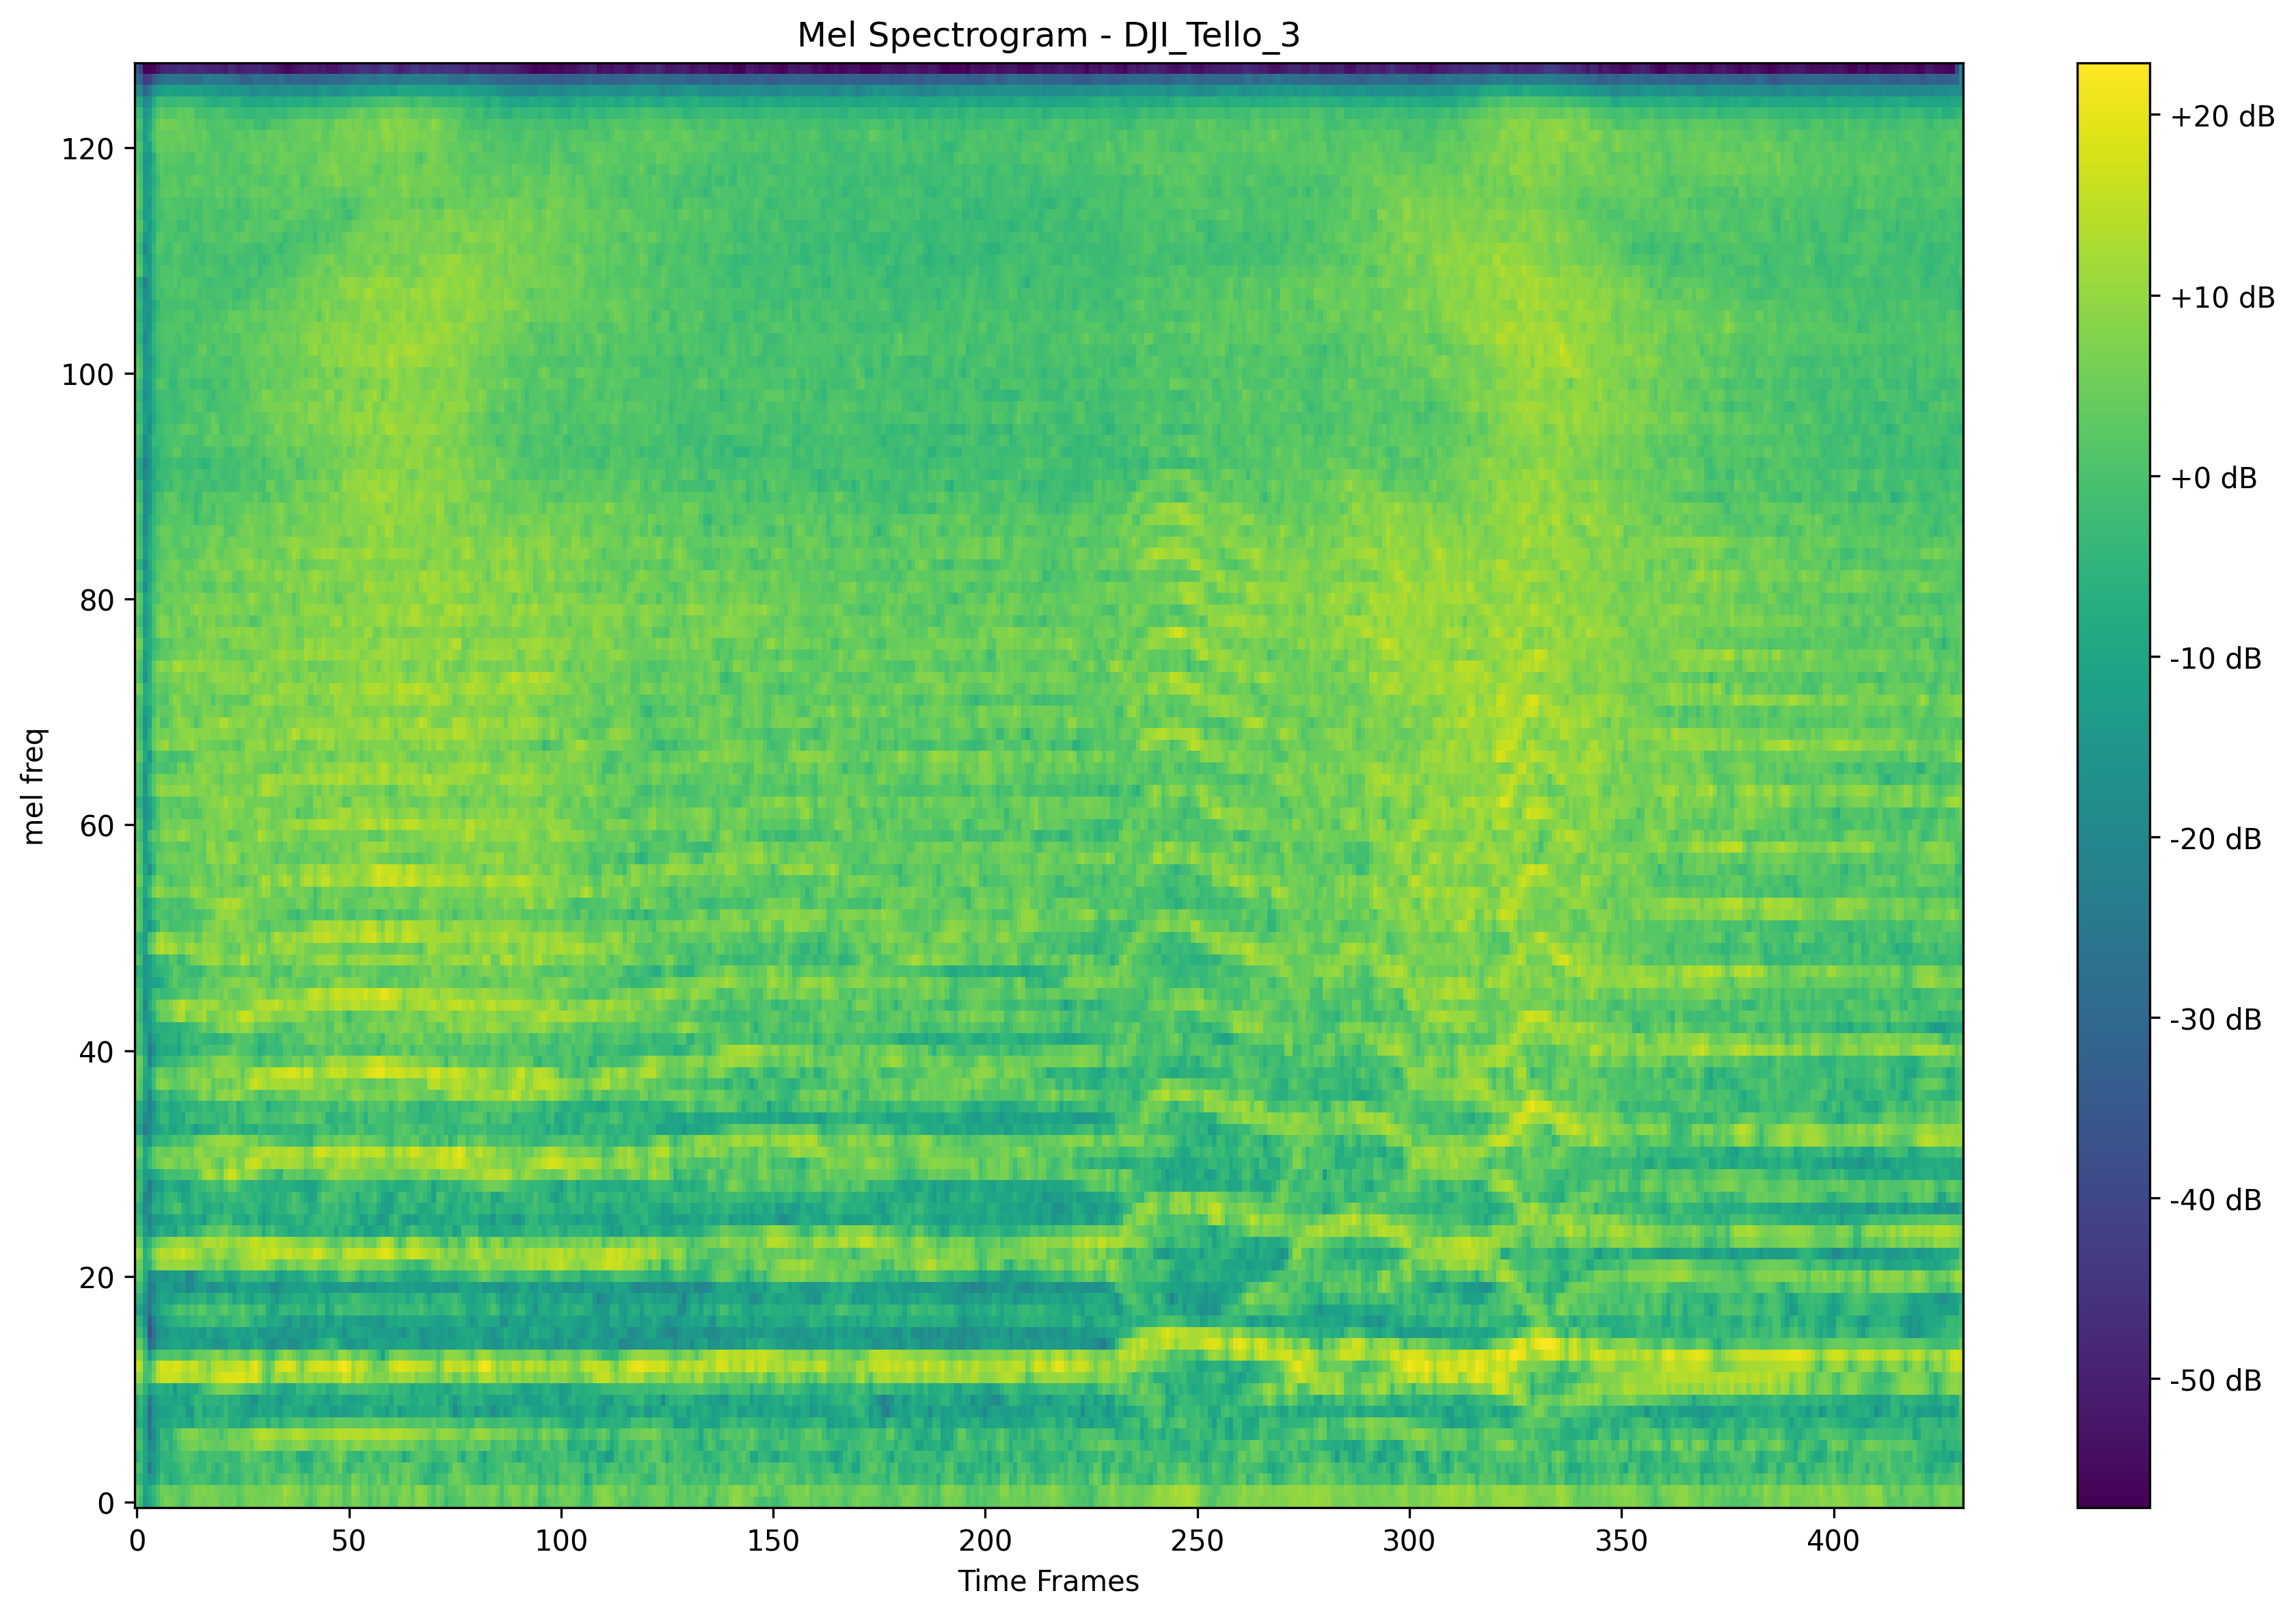 Mel Spectrogram - DJI_Tello_3
mel freq
120
100
80
60
40
20
0
0 50 100 150 200 250 300 350 400
Time Frames
+20 dB
+10 dB
+0 dB
-10 dB
-20 dB
-30 dB
-40 dB
-50 dB